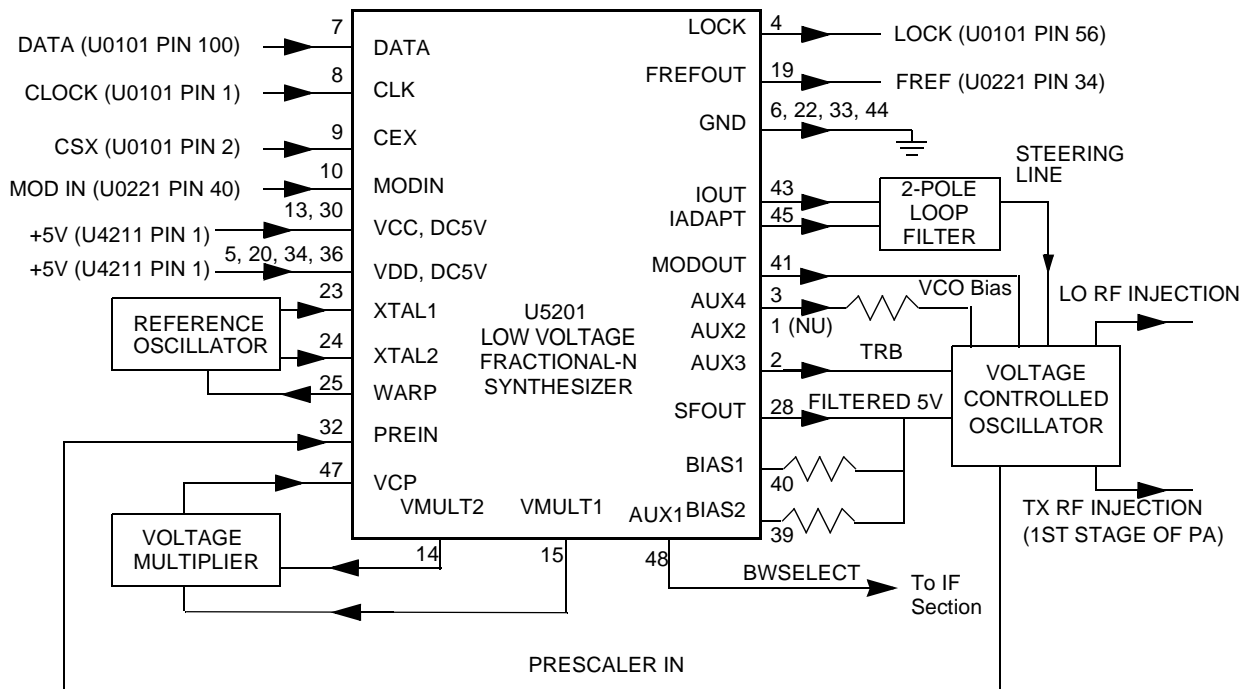 DATA (U0101 PIN 100)
7
DATA
CLOCK (U0101 PIN 1)
8
CLK
CSX (U0101 PIN 2)
9
CEX
MOD IN (U0221 PIN 40)
10
MODIN
+5V (U4211 PIN 1)
13, 30
VCC, DC5V
+5V (U4211 PIN 1)
5, 20, 34, 36
VDD, DC5V
REFERENCE
OSCILLATOR
23
XTAL1
24
XTAL2
25
WARP
32
PREIN
47
VCP
VOLTAGE
MULTIPLIER
VMULT2
14
VMULT1
15
U5201
LOW VOLTAGE
FRACTIONAL-N
SYNTHESIZER
LOCK
4
LOCK (U0101 PIN 56)
FREFOUT
19
FREF (U0221 PIN 34)
GND
6, 22, 33, 44
IOUT
43
IADAPT
45
2-POLE
LOOP
FILTER
STEERING
LINE
MODOUT
41
AUX4
3
VCO Bias
AUX2
1 (NU)
AUX3
2
TRB
SFOUT
28
FILTERED 5V
BIAS1
40
BIAS2
39
AUX1
48
BWSELECT
To IF
Section
VOLTAGE
CONTROLLED
OSCILLATOR
LO RF INJECTION
TX RF INJECTION
(1ST STAGE OF PA)
PRESCALER IN